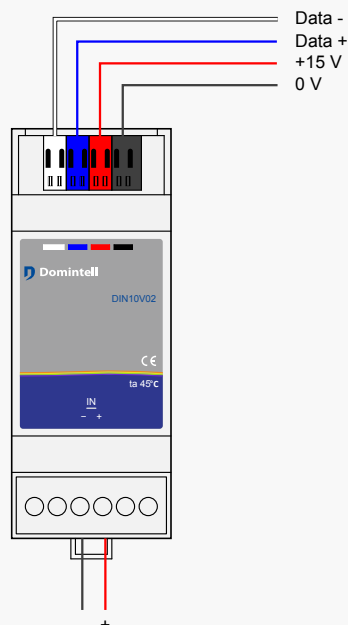 Data -
Data +
+15 V
0 V
Domintell
DIN10V02
CE
ta 45°C
IN
- +
+